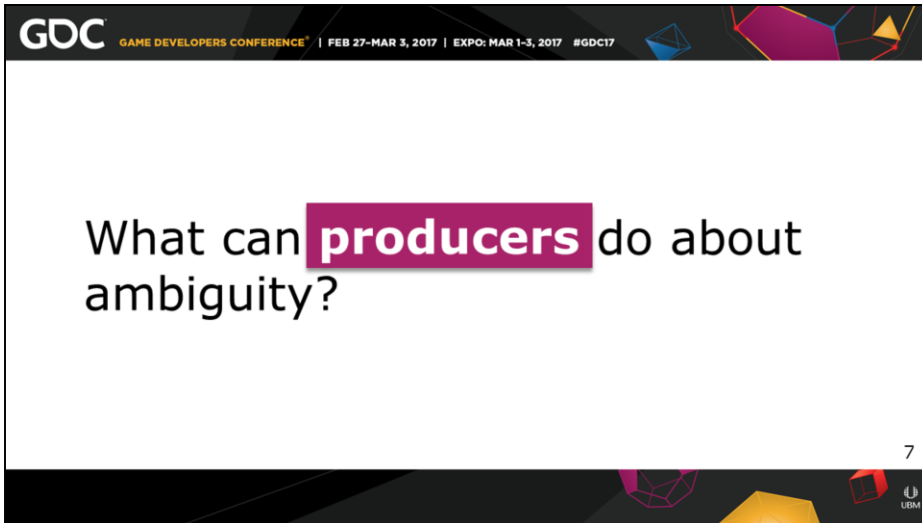 GDC GAME DEVELOPERS CONFERENCE® | FEB 27–MAR 3, 2017 | EXPO: MAR 1–3, 2017 #GDC17
What can producers do about
ambiguity?
7
UBM